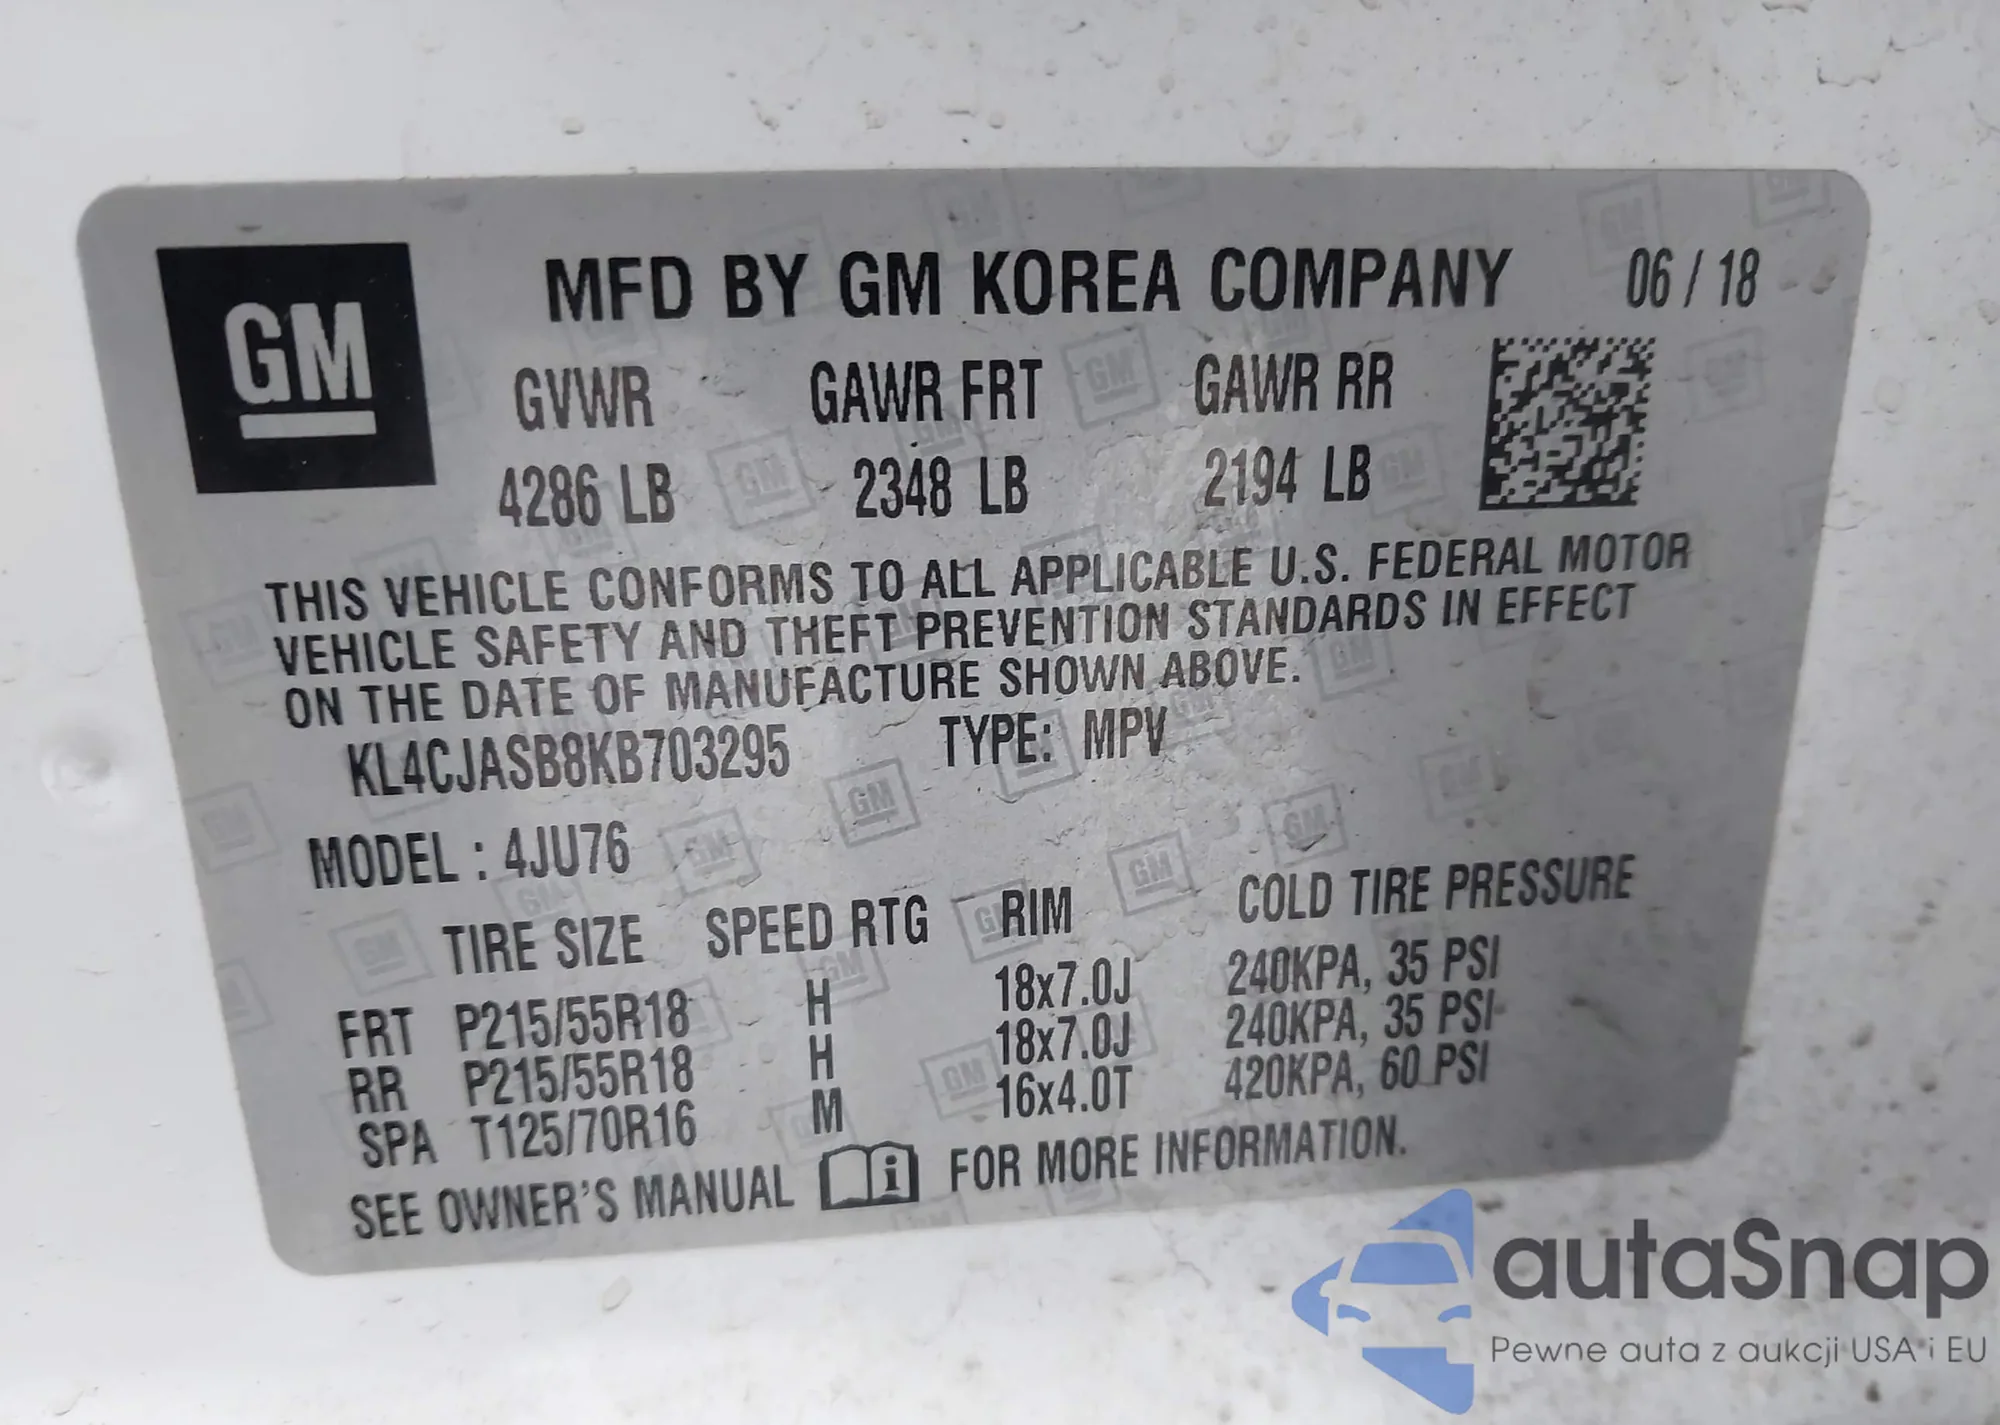 GM
MFD BY GM KOREA COMPANY 06 / 18
GVWR GAWR FRT GAWR RR
4286 LB 2348 LB 2194 LB
THIS VEHICLE CONFORMS TO ALL APPLICABLE U.S. FEDERAL MOTOR
VEHICLE SAFETY AND THEFT PREVENTION STANDARDS IN EFFECT
ON THE DATE OF MANUFACTURE SHOWN ABOVE.
KL4CJASB8KB703295 TYPE: MPV
MODEL : 4JU76
TIRE SIZE SPEED RTG RIM COLD TIRE PRESSURE
FRT P215/55R18 H 18x7.0J 240KPA, 35 PSI
RR P215/55R18 H 18x7.0J 240KPA, 35 PSI
SPA T125/70R16 M 16x4.0T 420KPA, 60 PSI
SEE OWNER'S MANUAL i FOR MORE INFORMATION.
autaSnap
Pewne auta z aukcji USA i EU